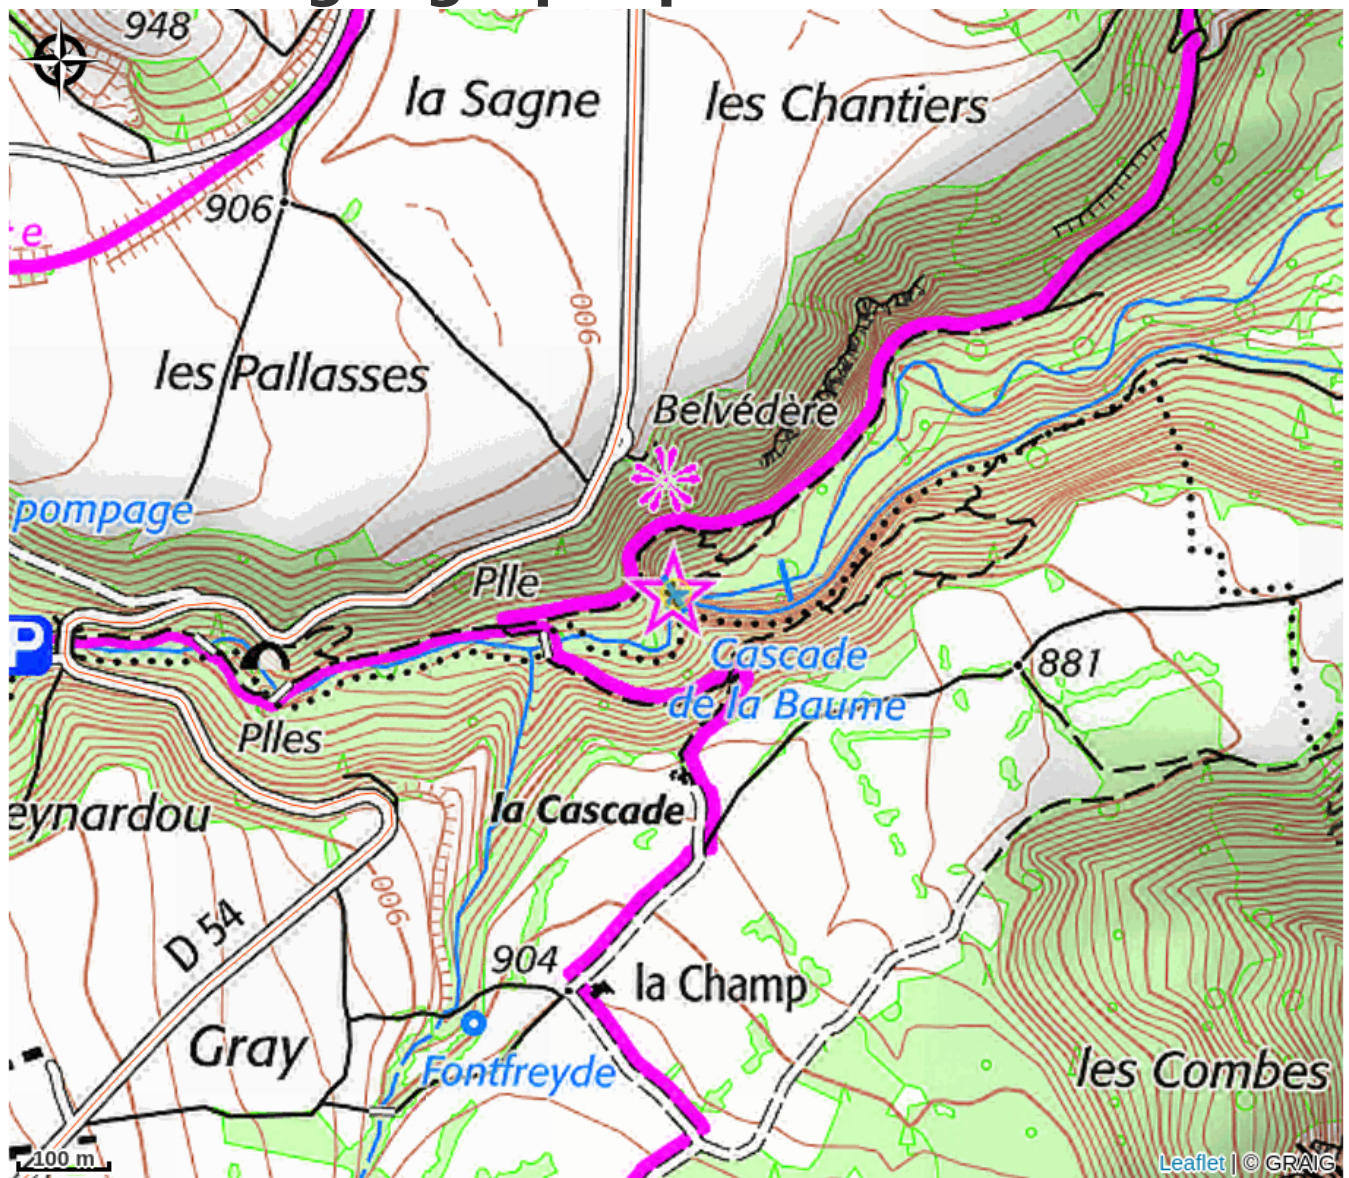 948
la Sagne
les Chantiers
906
e
900
les Pallasses
Belvédère
pompage
Plle
P
Cascade
de la Baume
881
Plles
la Cascade
eynardou
900
D 54
904
la Champ
Gray
Fontfreyde
les Combes
100 m
Leaflet | © GRAIG